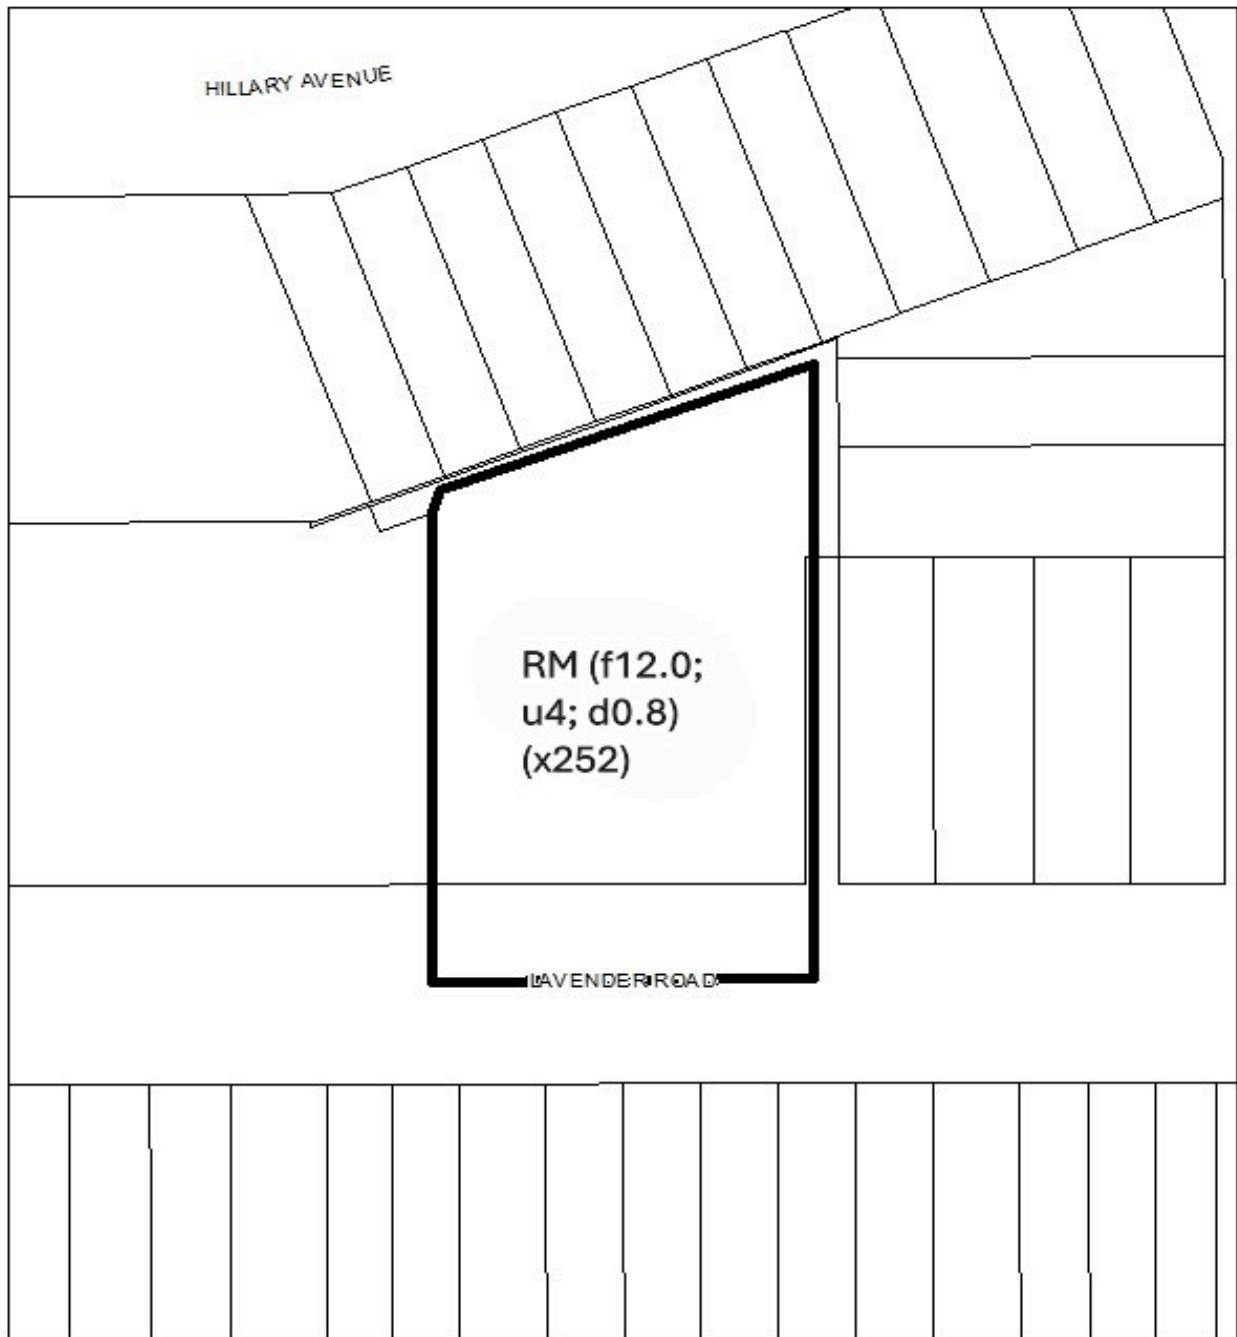 HILLARY AVENUE
RM (f12.0;
u4; d0.8)
(x252)
LAVENDER ROAD